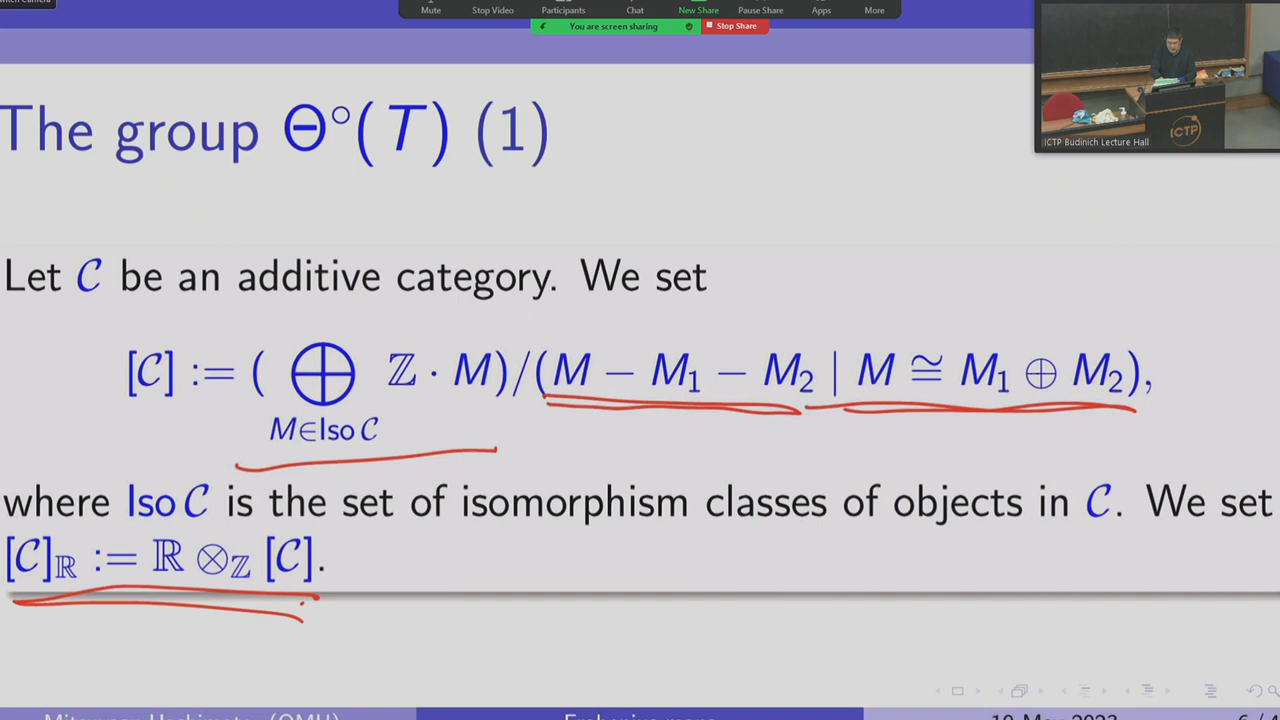 Mute Stop Video Participants Chat New Share Pause Share Apps More
You are screen sharing Stop Share
The group Θ°(T) (1)
ICTP
ICTP Budinich Lecture Hall
Let 𝒞 be an additive category. We set
[𝒞] := ( ⨁ ℤ · M)/(M − M₁ − M₂ | M ≅ M₁ ⊕ M₂),
M∈Iso 𝒞
where Iso 𝒞 is the set of isomorphism classes of objects in 𝒞. We set
[𝒞]ℝ := ℝ ⊗ℤ [𝒞].